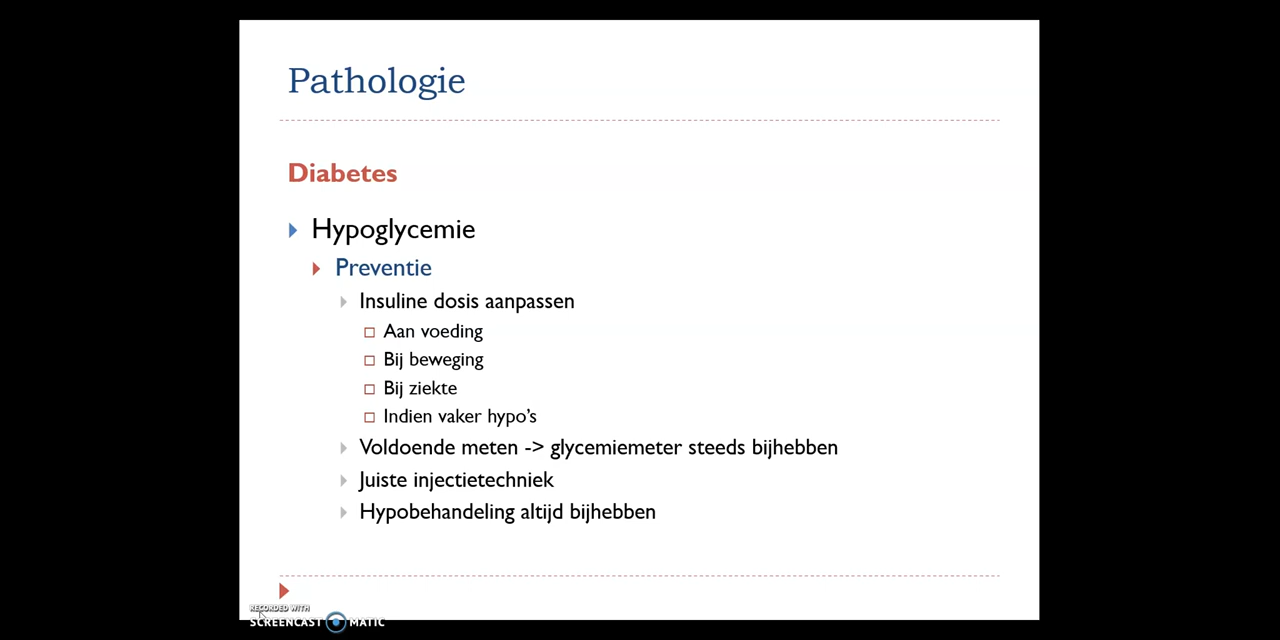 Pathologie
Diabetes
Hypoglycemie
Preventie
Insuline dosis aanpassen
Aan voeding
Bij beweging
Bij ziekte
Indien vaker hypo's
Voldoende meten -> glycemiemeter steeds bijhebben
Juiste injectietechniek
Hypobehandeling altijd bijhebben
RECORDED WITH
SCREENCAST MATIC